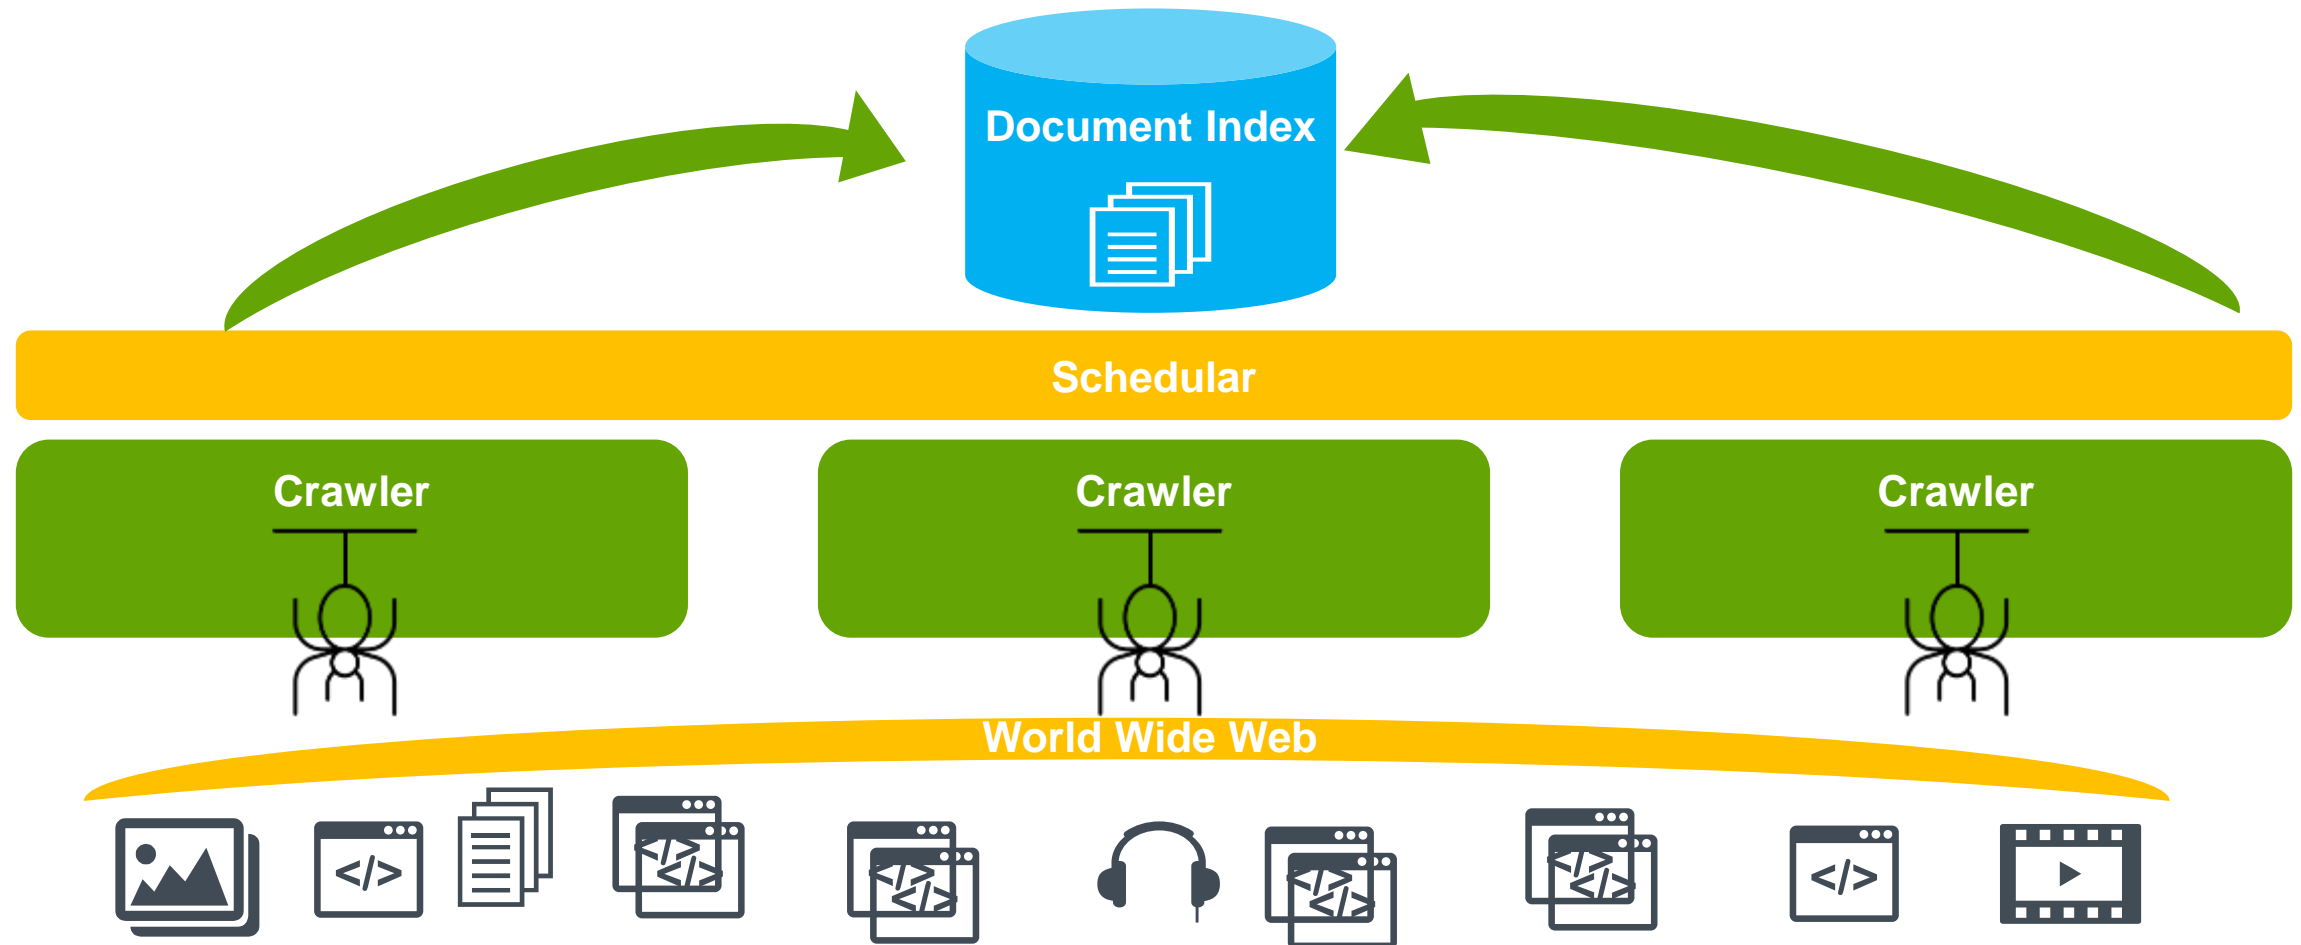 Document Index
Schedular
Crawler
Crawler
Crawler
World Wide Web
</>
</>
</>
</>
</>
</>
</>
</>
</>
</>